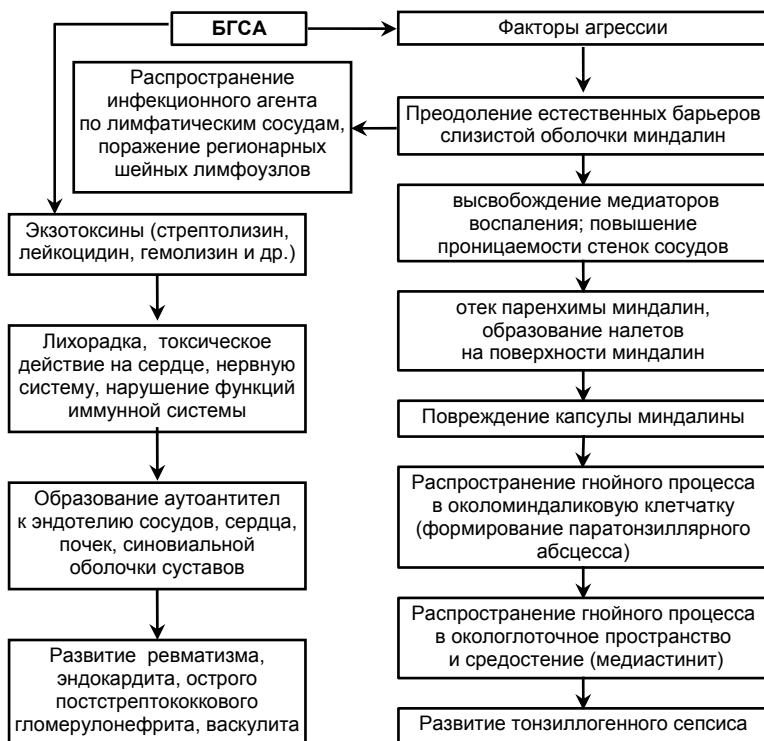 БГСА
Факторы агрессии
Распространение
инфекционного агента
по лимфатическим сосудам,
поражение регионарных
шейных лимфоузлов
Преодоление естественных барьеров
слизистой оболочки миндалин
высвобождение медиаторов
воспаления; повышение
проницаемости стенок сосудов
Экзотоксины (стрептолизин,
лейкоцидин, гемолизин и др.)
отек паренхимы миндалин,
образование налетов
на поверхности миндалин
Лихорадка, токсическое
действие на сердце, нервную
систему, нарушение функций
иммунной системы
Повреждение капсулы миндалины
Распространение гнойного процесса
в околоминдаликовую клетчатку
(формирование паратонзиллярного
абсцесса)
Образование аутоантител
к эндотелию сосудов, сердца,
почек, синовиальной
оболочки суставов
Распространение гнойного процесса
в окологлоточное пространство
и средостение (медиастинит)
Развитие ревматизма,
эндокардита, острого
постстрептококкового
гломерулонефрита, васкулита
Развитие тонзиллогенного сепсиса